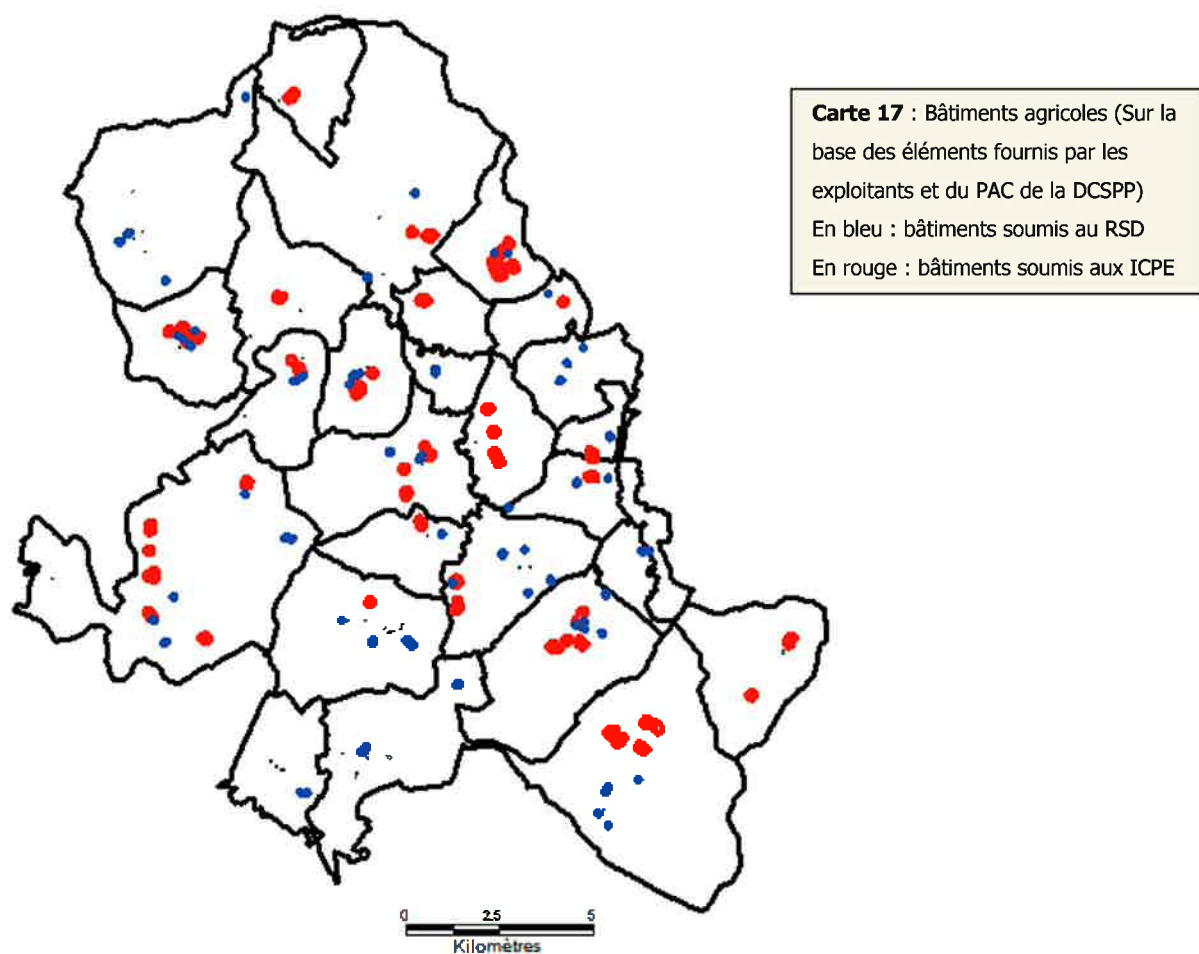 Carte 17 : Bâtiments agricoles (Sur la
base des éléments fournis par les
exploitants et du PAC de la DCSPP)
En bleu : bâtiments soumis au RSD
En rouge : bâtiments soumis aux ICPE
0 2.5 5
Kilomètres